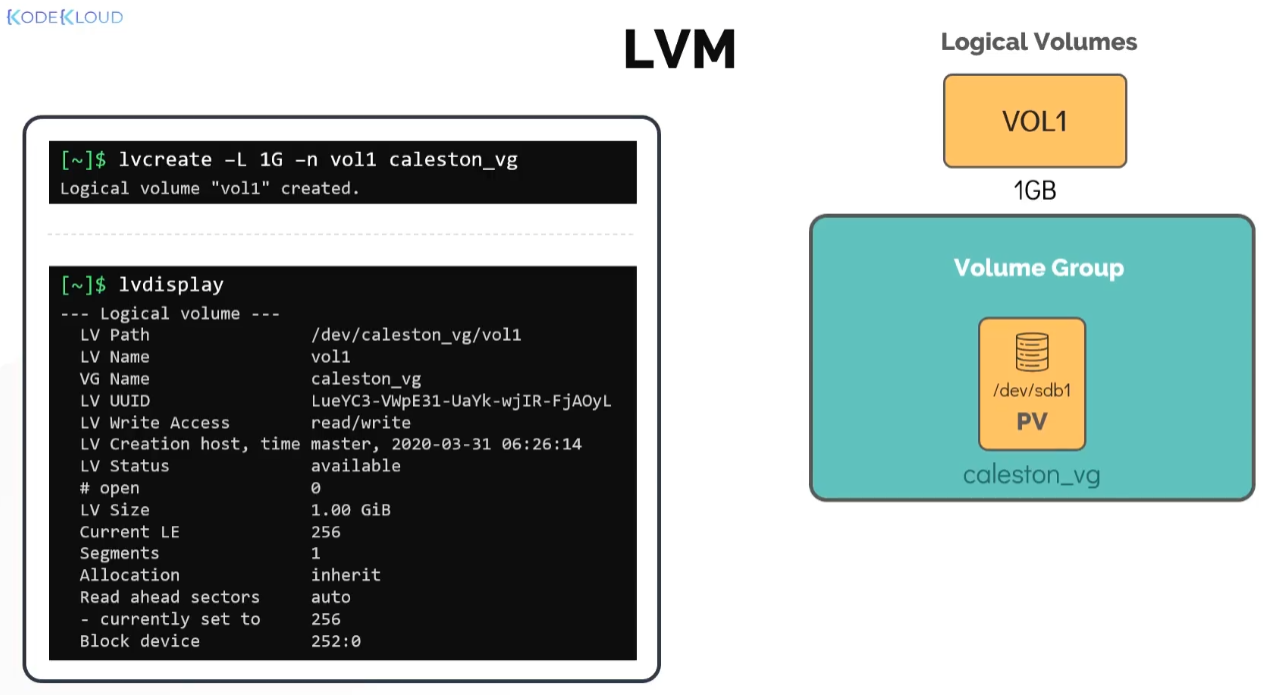 KODEKLOUD
LVM
[~]$ lvcreate –L 1G –n vol1 caleston_vg
Logical volume "vol1" created.
[~]$ lvdisplay
--- Logical volume ---
LV Path /dev/caleston_vg/vol1
LV Name vol1
VG Name caleston_vg
LV UUID LueYC3-VWpE31-UaYk-wjIR-FjAOyL
LV Write Access read/write
LV Creation host, time master, 2020-03-31 06:26:14
LV Status available
# open 0
LV Size 1.00 GiB
Current LE 256
Segments 1
Allocation inherit
Read ahead sectors auto
- currently set to 256
Block device 252:0
Logical Volumes
VOL1
1GB
Volume Group
/dev/sdb1
PV
caleston_vg